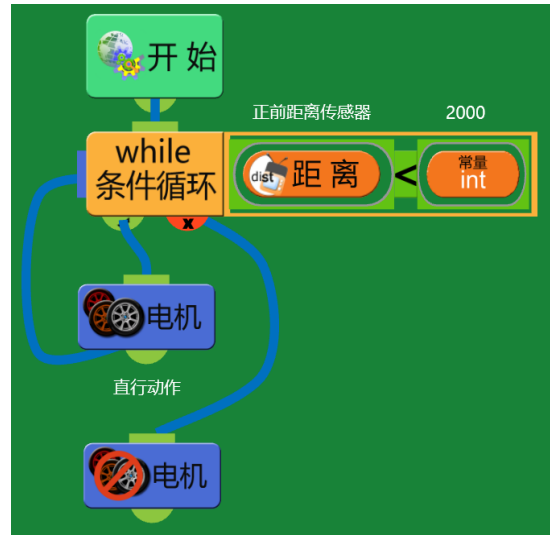 开 始
正前距离传感器
2000
while
条件循环
dist
距 离
<
常量
int
x
电机
直行动作
电机